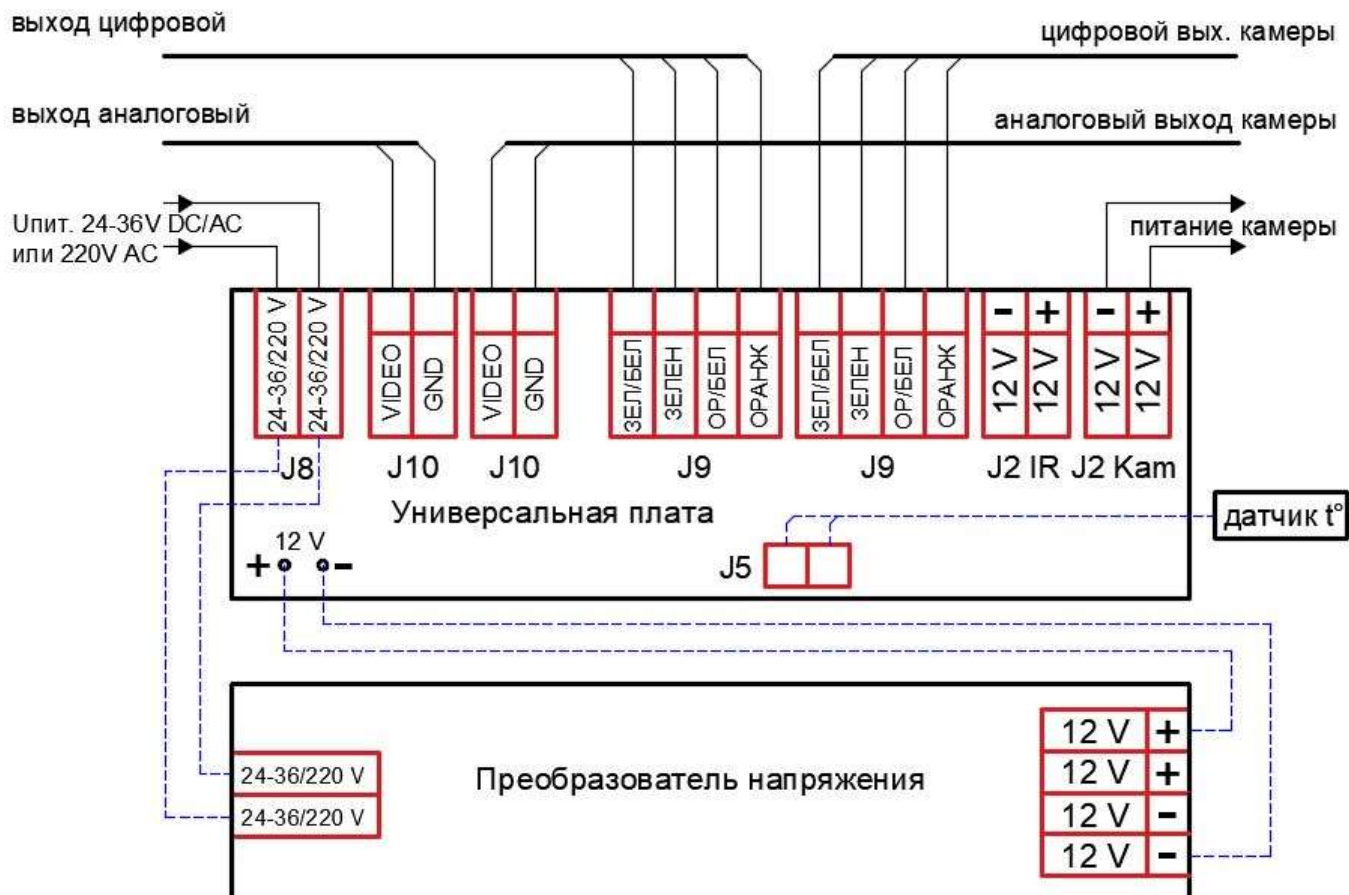 выход цифровой
цифровой вых. камеры
выход аналоговый
аналоговый выход камеры
Uпит. 24-36V DC/AC
или 220V AC
питание камеры
24-36/220 V
24-36/220 V
VIDEO
GND
VIDEO
GND
ЗЕЛ/БЕЛ
ЗЕЛЕН
ОР/БЕЛ
ОРАНЖ
ЗЕЛ/БЕЛ
ЗЕЛЕН
ОР/БЕЛ
ОРАНЖ
- +
12 V
12 V
- +
12 V
12 V
J8
J10
J10
J9
J9
J2 IR
J2 Kam
Универсальная плата
датчик t°
12 V
+ -
J5
12 V +
12 V +
12 V -
12 V -
24-36/220 V
24-36/220 V
Преобразователь напряжения